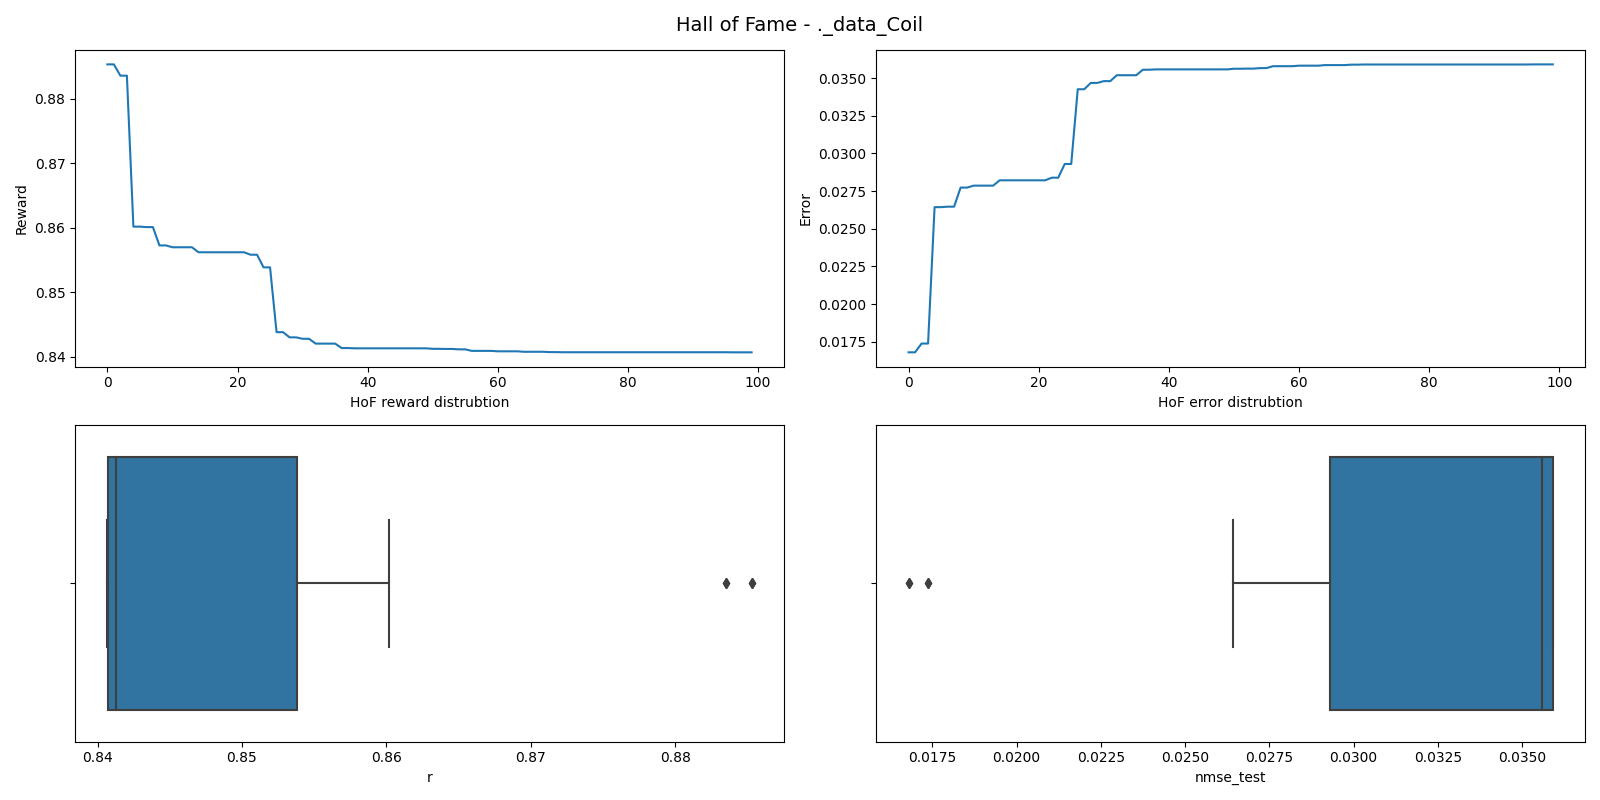 Hall of Fame - ._data_Coil
0.88
0.87
0.86
0.85
0.84
Reward
0 20 40 60 80 100
HoF reward distrubtion
0.0350
0.0325
0.0300
0.0275
0.0250
0.0225
0.0200
0.0175
Error
0 20 40 60 80 100
HoF error distrubtion
0.84 0.85 0.86 0.87 0.88
r
0.0175 0.0200 0.0225 0.0250 0.0275 0.0300 0.0325 0.0350
nmse_test